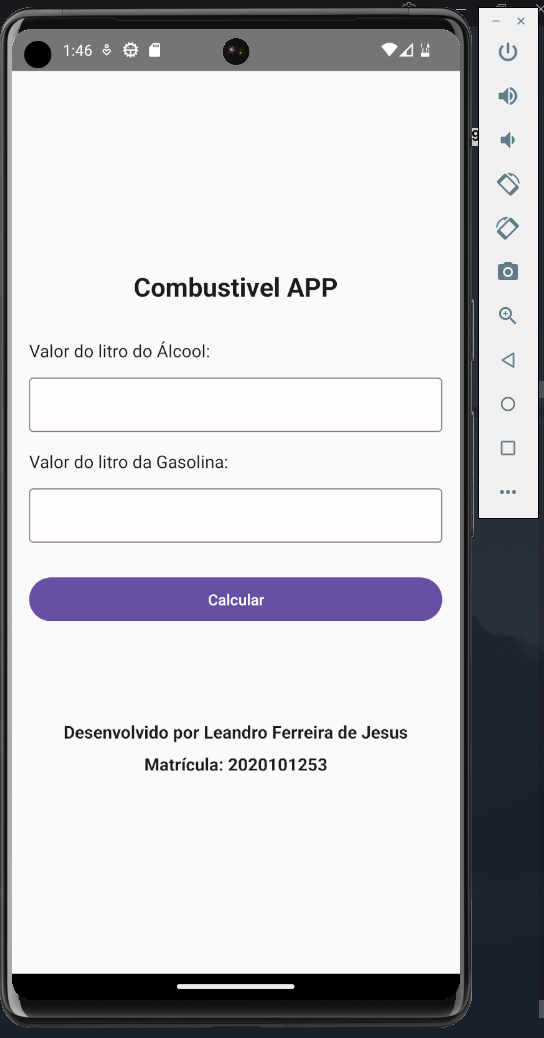 1:46
Combustivel APP
Valor do litro do Álcool:
Valor do litro da Gasolina:
Calcular
Desenvolvido por Leandro Ferreira de Jesus
Matrícula: 2020101253